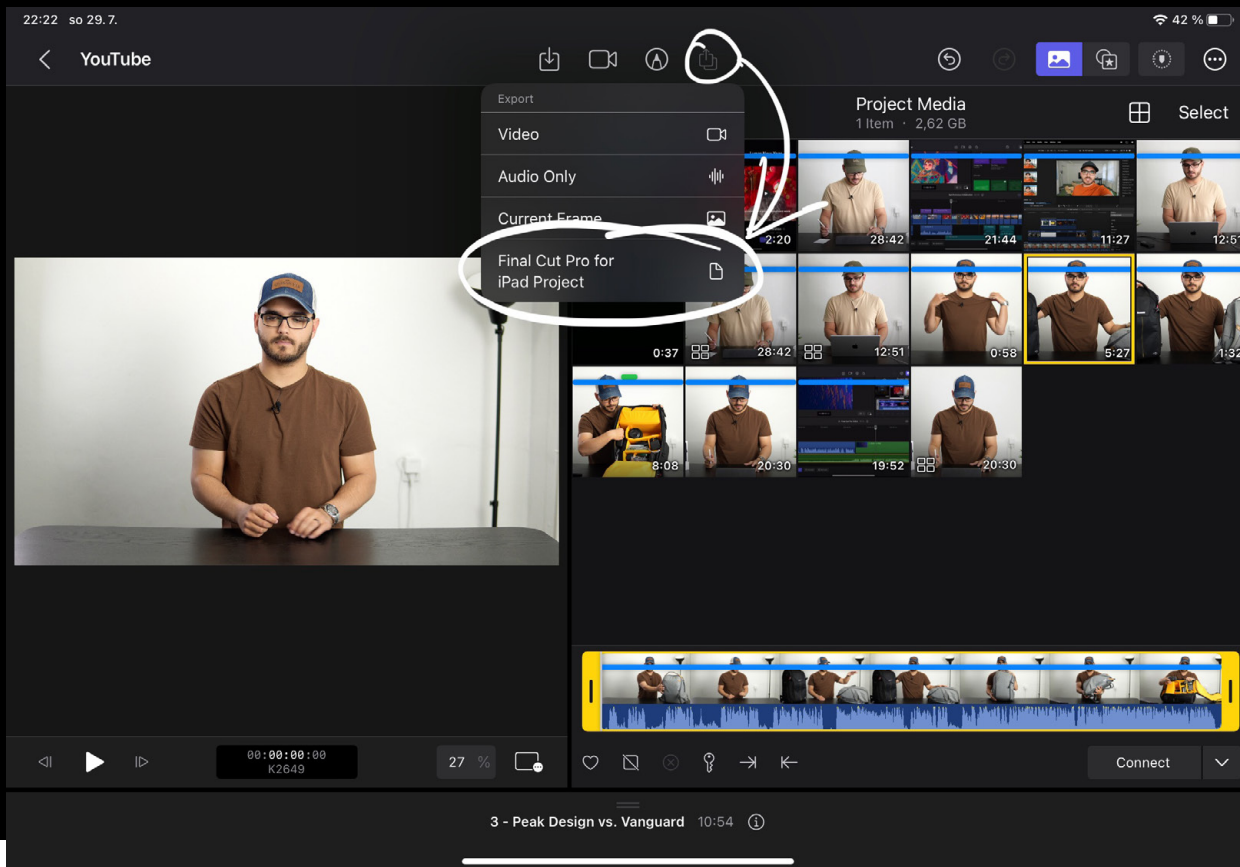 22:22 so 29. 7.
42 %
YouTube
Export
Video
Audio Only
Current Frame
Final Cut Pro for
iPad Project
Project Media
1 Item · 2,62 GB
Select
2:20
28:42
21:44
11:27
12:51
0:37
28:42
12:51
0:58
5:27
1:32
8:08
20:30
19:52
20:30
00:00:00:00
K2649
27 %
Connect
3 - Peak Design vs. Vanguard 10:54